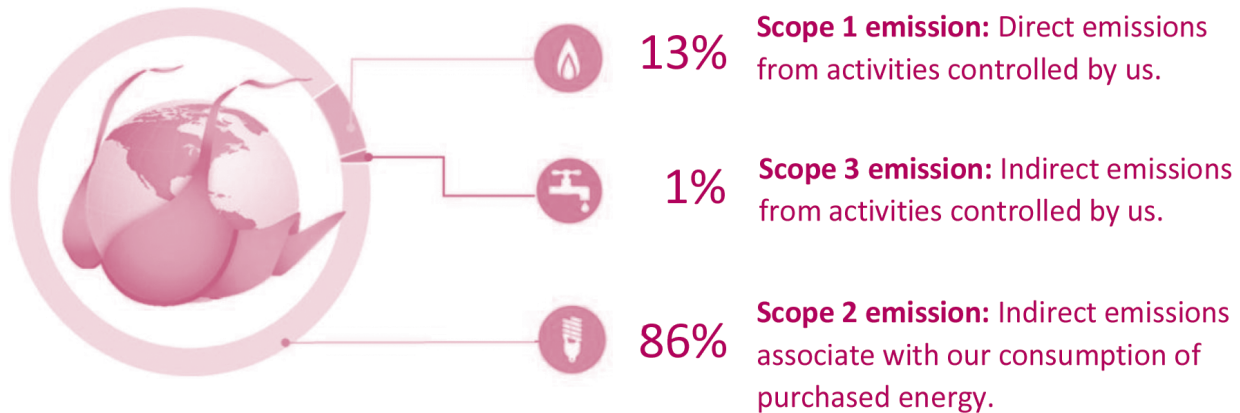 13%
Scope 1 emission: Direct emissions
from activities controlled by us.
1%
Scope 3 emission: Indirect emissions
from activities controlled by us.
86%
Scope 2 emission: Indirect emissions
associate with our consumption of
purchased energy.